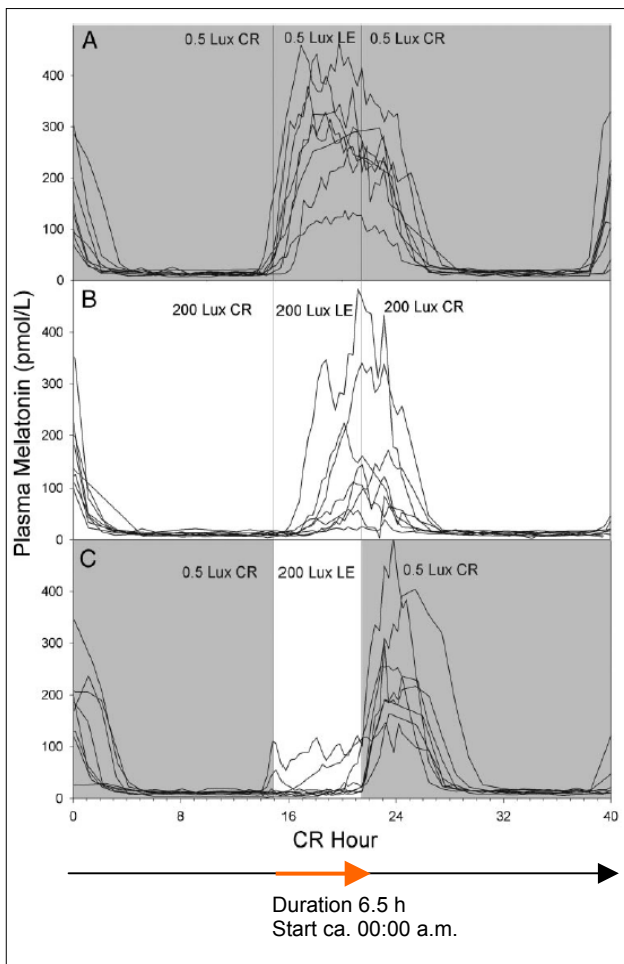 A
0.5 Lux CR 0.5 Lux LE 0.5 Lux CR
400
300
200
100
0
B
200 Lux CR 200 Lux LE 200 Lux CR
400
300
200
100
0
C
0.5 Lux CR 200 Lux LE 0.5 Lux CR
400
300
200
100
0
Plasma Melatonin (pmol/L)
0 8 16 24 32 40
CR Hour
Duration 6.5 h
Start ca. 00:00 a.m.